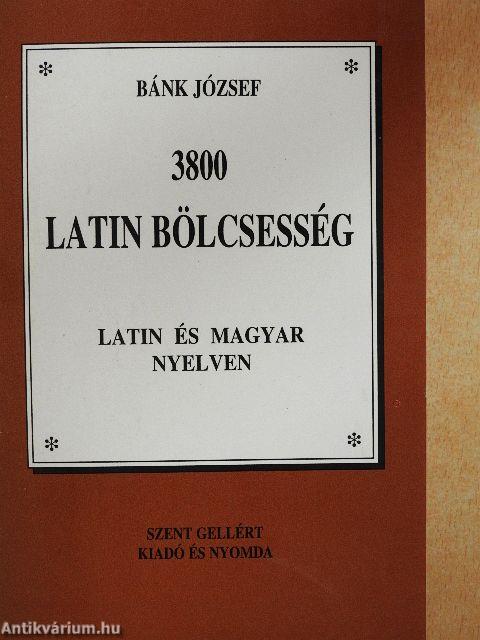 BÁNK JÓZSEF
3800
LATIN BÖLCSESSÉG
LATIN ÉS MAGYAR
NYELVEN
SZENT GELLÉRT
KIADÓ ÉS NYOMDA
Antikvárium.hu